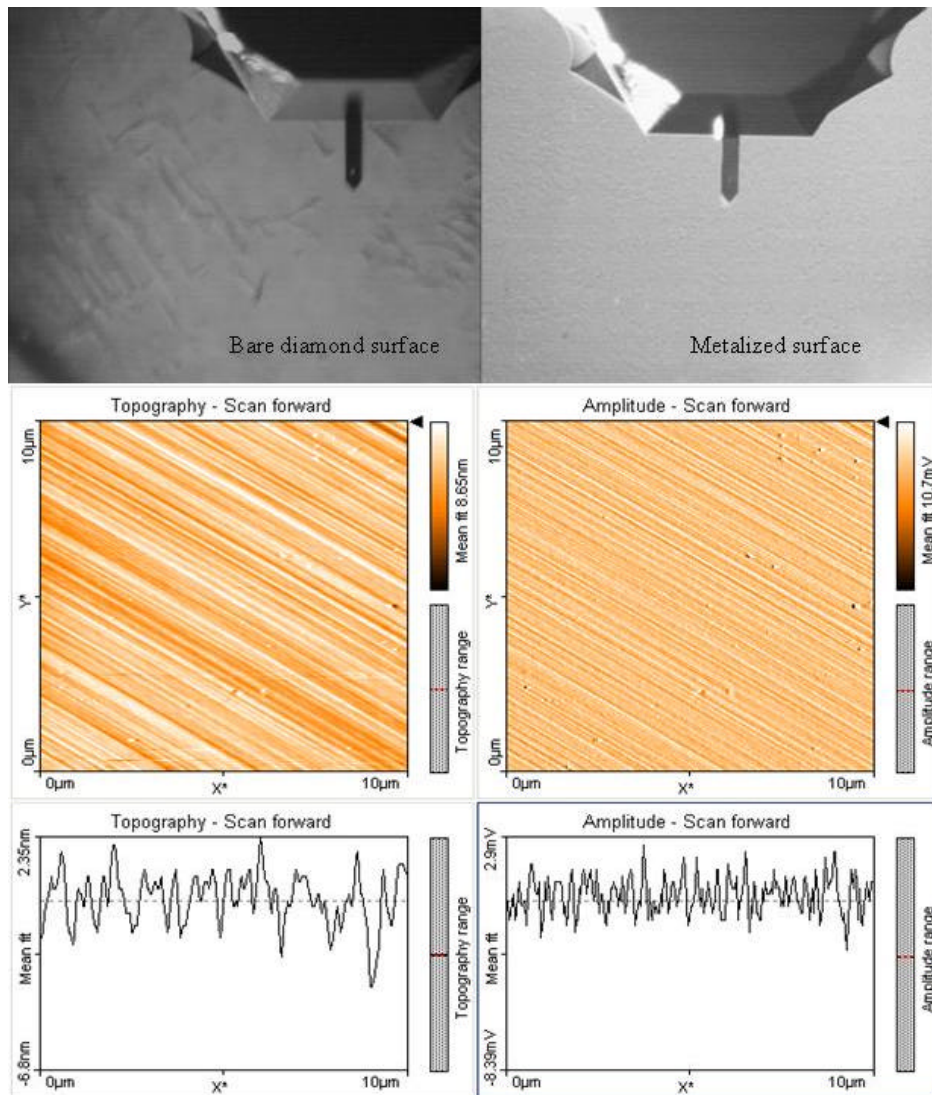 Bare diamond surface
Metalized surface
Topography - Scan forward
10µm
Y*
0µm
0µm
X*
10µm
Mean fit 8.65nm
Topography range
Amplitude - Scan forward
10µm
Y*
0µm
0µm
X*
10µm
Mean fit 10.7mV
Amplitude range
Topography - Scan forward
2.35nm
Mean fit
-6.8nm
0µm
X*
10µm
Topography range
Amplitude - Scan forward
2.9mV
Mean fit
-8.39mV
0µm
X*
10µm
Amplitude range